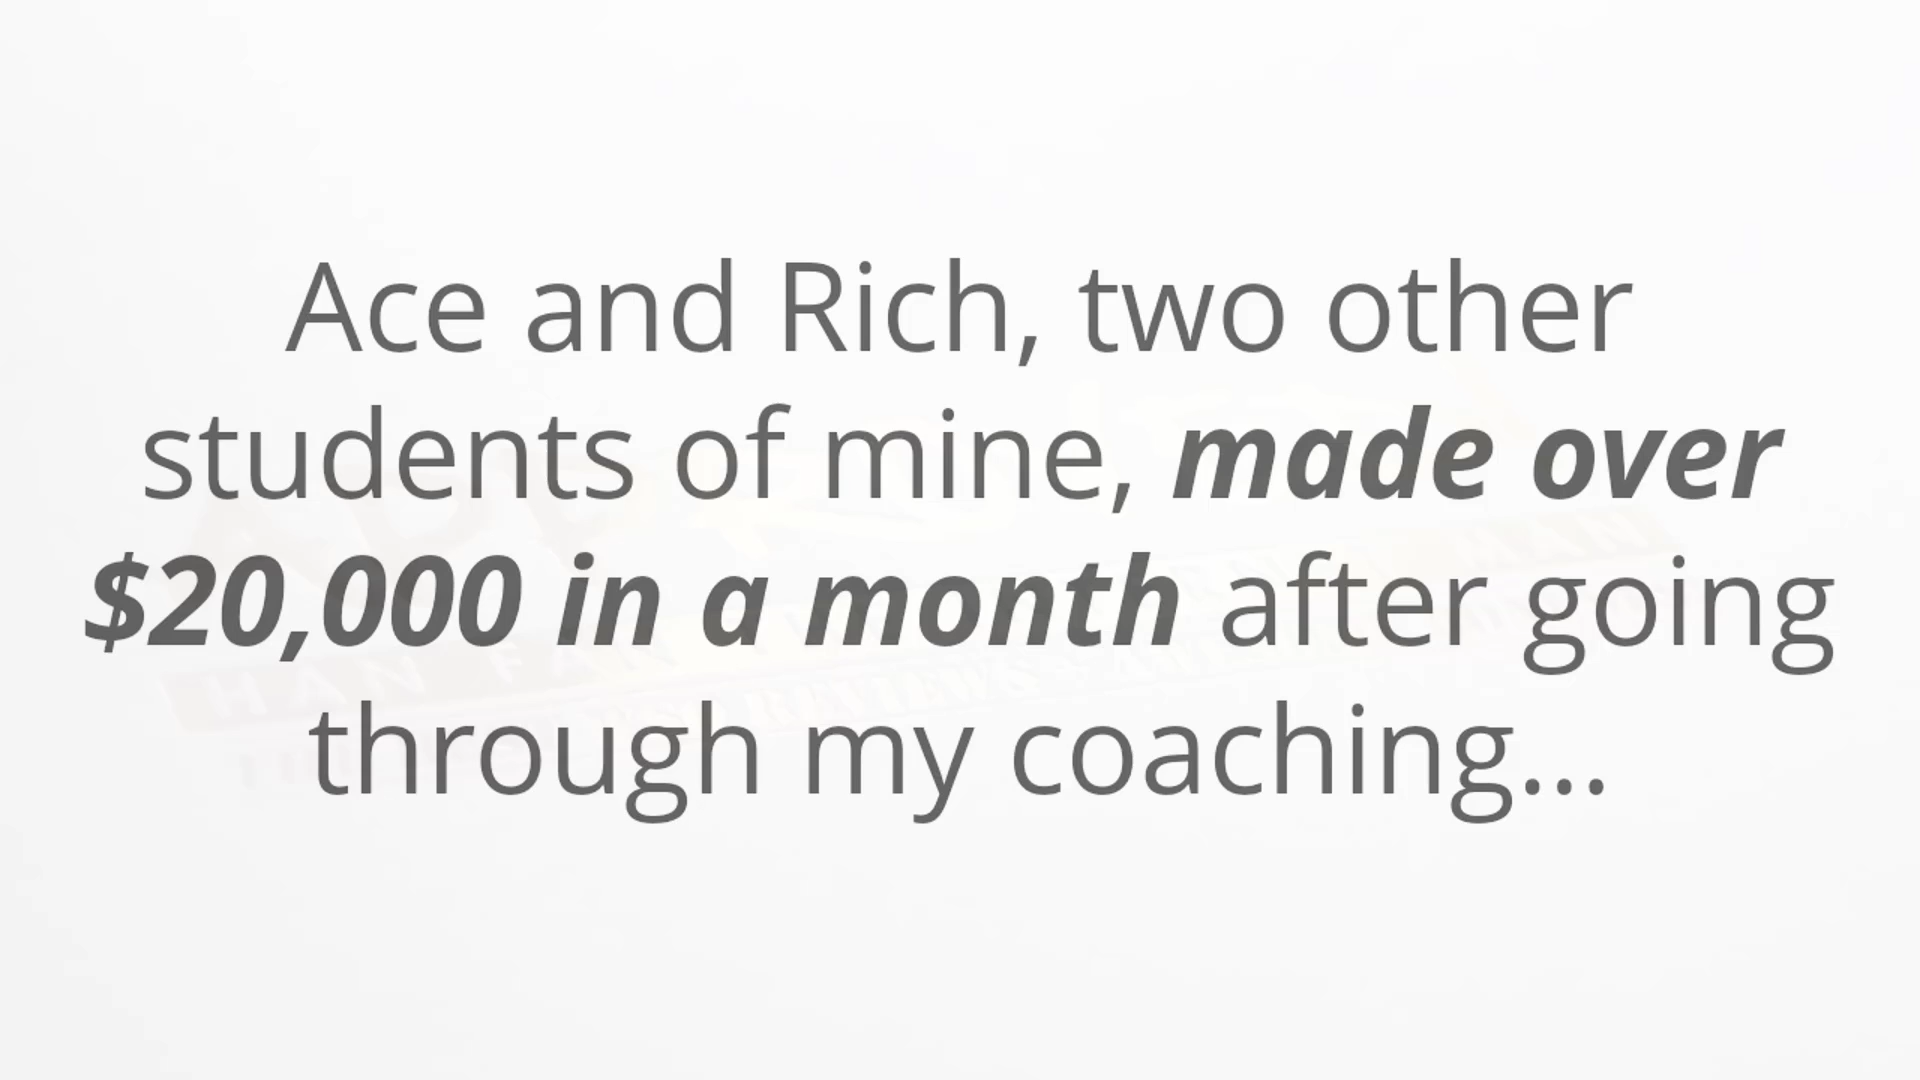 Ace and Rich, two other
students of mine, made over
$20,000 in a month after going
through my coaching...